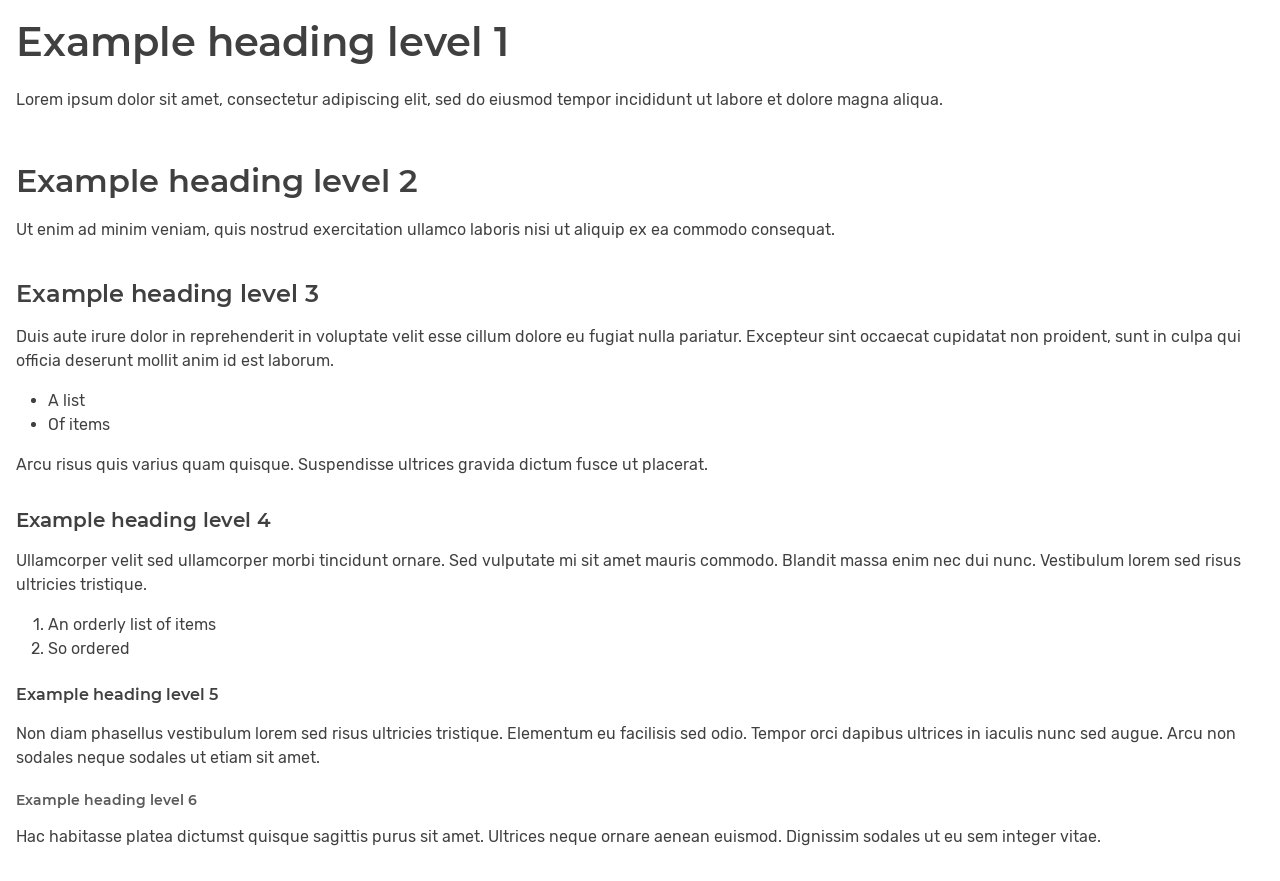 Example heading level 1
Lorem ipsum dolor sit amet, consectetur adipiscing elit, sed do eiusmod tempor incididunt ut labore et dolore magna aliqua.
Example heading level 2
Ut enim ad minim veniam, quis nostrud exercitation ullamco laboris nisi ut aliquip ex ea commodo consequat.
Example heading level 3
Duis aute irure dolor in reprehenderit in voluptate velit esse cillum dolore eu fugiat nulla pariatur. Excepteur sint occaecat cupidatat non proident, sunt in culpa qui
officia deserunt mollit anim id est laborum.
• A list
• Of items
Arcu risus quis varius quam quisque. Suspendisse ultrices gravida dictum fusce ut placerat.
Example heading level 4
Ullamcorper velit sed ullamcorper morbi tincidunt ornare. Sed vulputate mi sit amet mauris commodo. Blandit massa enim nec dui nunc. Vestibulum lorem sed risus
ultricies tristique.
1. An orderly list of items
2. So ordered
Example heading level 5
Non diam phasellus vestibulum lorem sed risus ultricies tristique. Elementum eu facilisis sed odio. Tempor orci dapibus ultrices in iaculis nunc sed augue. Arcu non
sodales neque sodales ut etiam sit amet.
Example heading level 6
Hac habitasse platea dictumst quisque sagittis purus sit amet. Ultrices neque ornare aenean euismod. Dignissim sodales ut eu sem integer vitae.